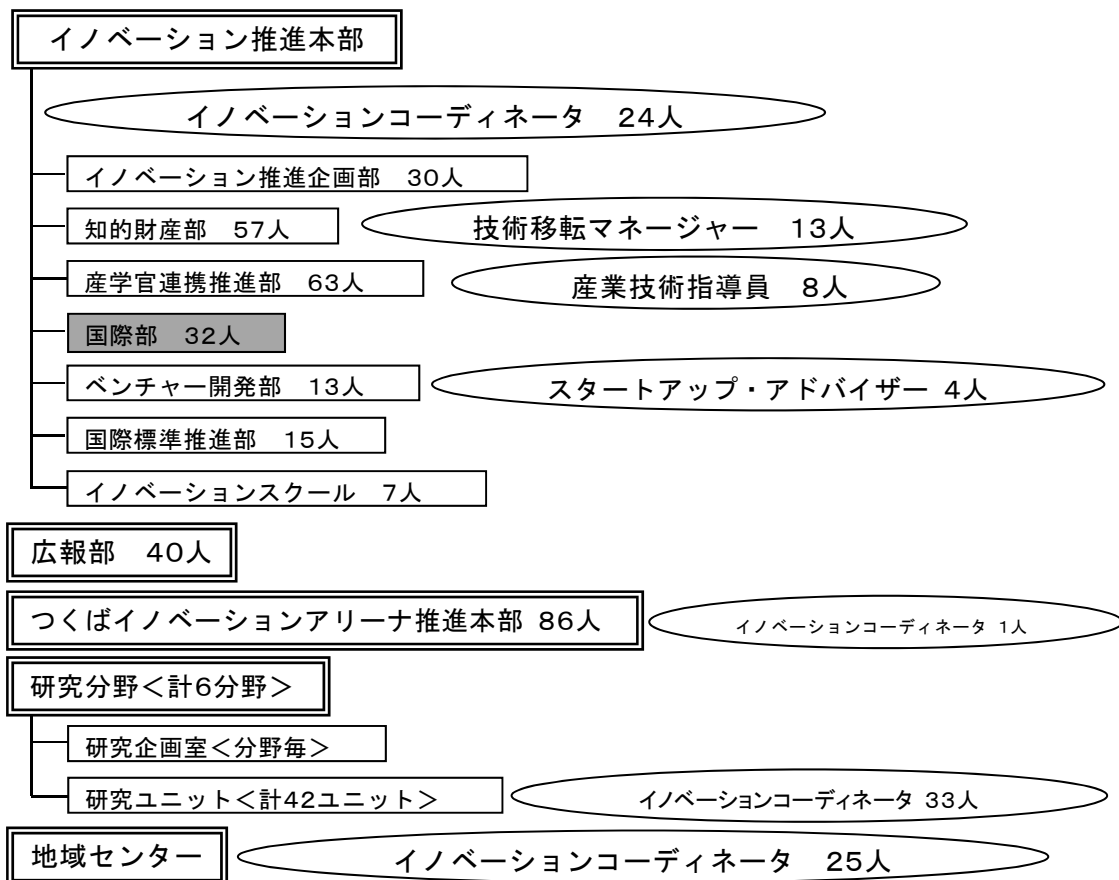 イノベーション推進本部
イノベーションコーディネータ　24人
イノベーション推進企画部　30人
知的財産部　57人
技術移転マネージャー　13人
産学官連携推進部　63人
産業技術指導員　8人
国際部　32人
ベンチャー開発部　13人
スタートアップ・アドバイザー 4人
国際標準推進部　15人
イノベーションスクール　7人
広報部　40人
つくばイノベーションアリーナ推進本部 86人
イノベーションコーディネータ 1人
研究分野＜計6分野＞
研究企画室＜分野毎＞
研究ユニット＜計42ユニット＞
イノベーションコーディネータ 33人
地域センター
イノベーションコーディネータ　25人